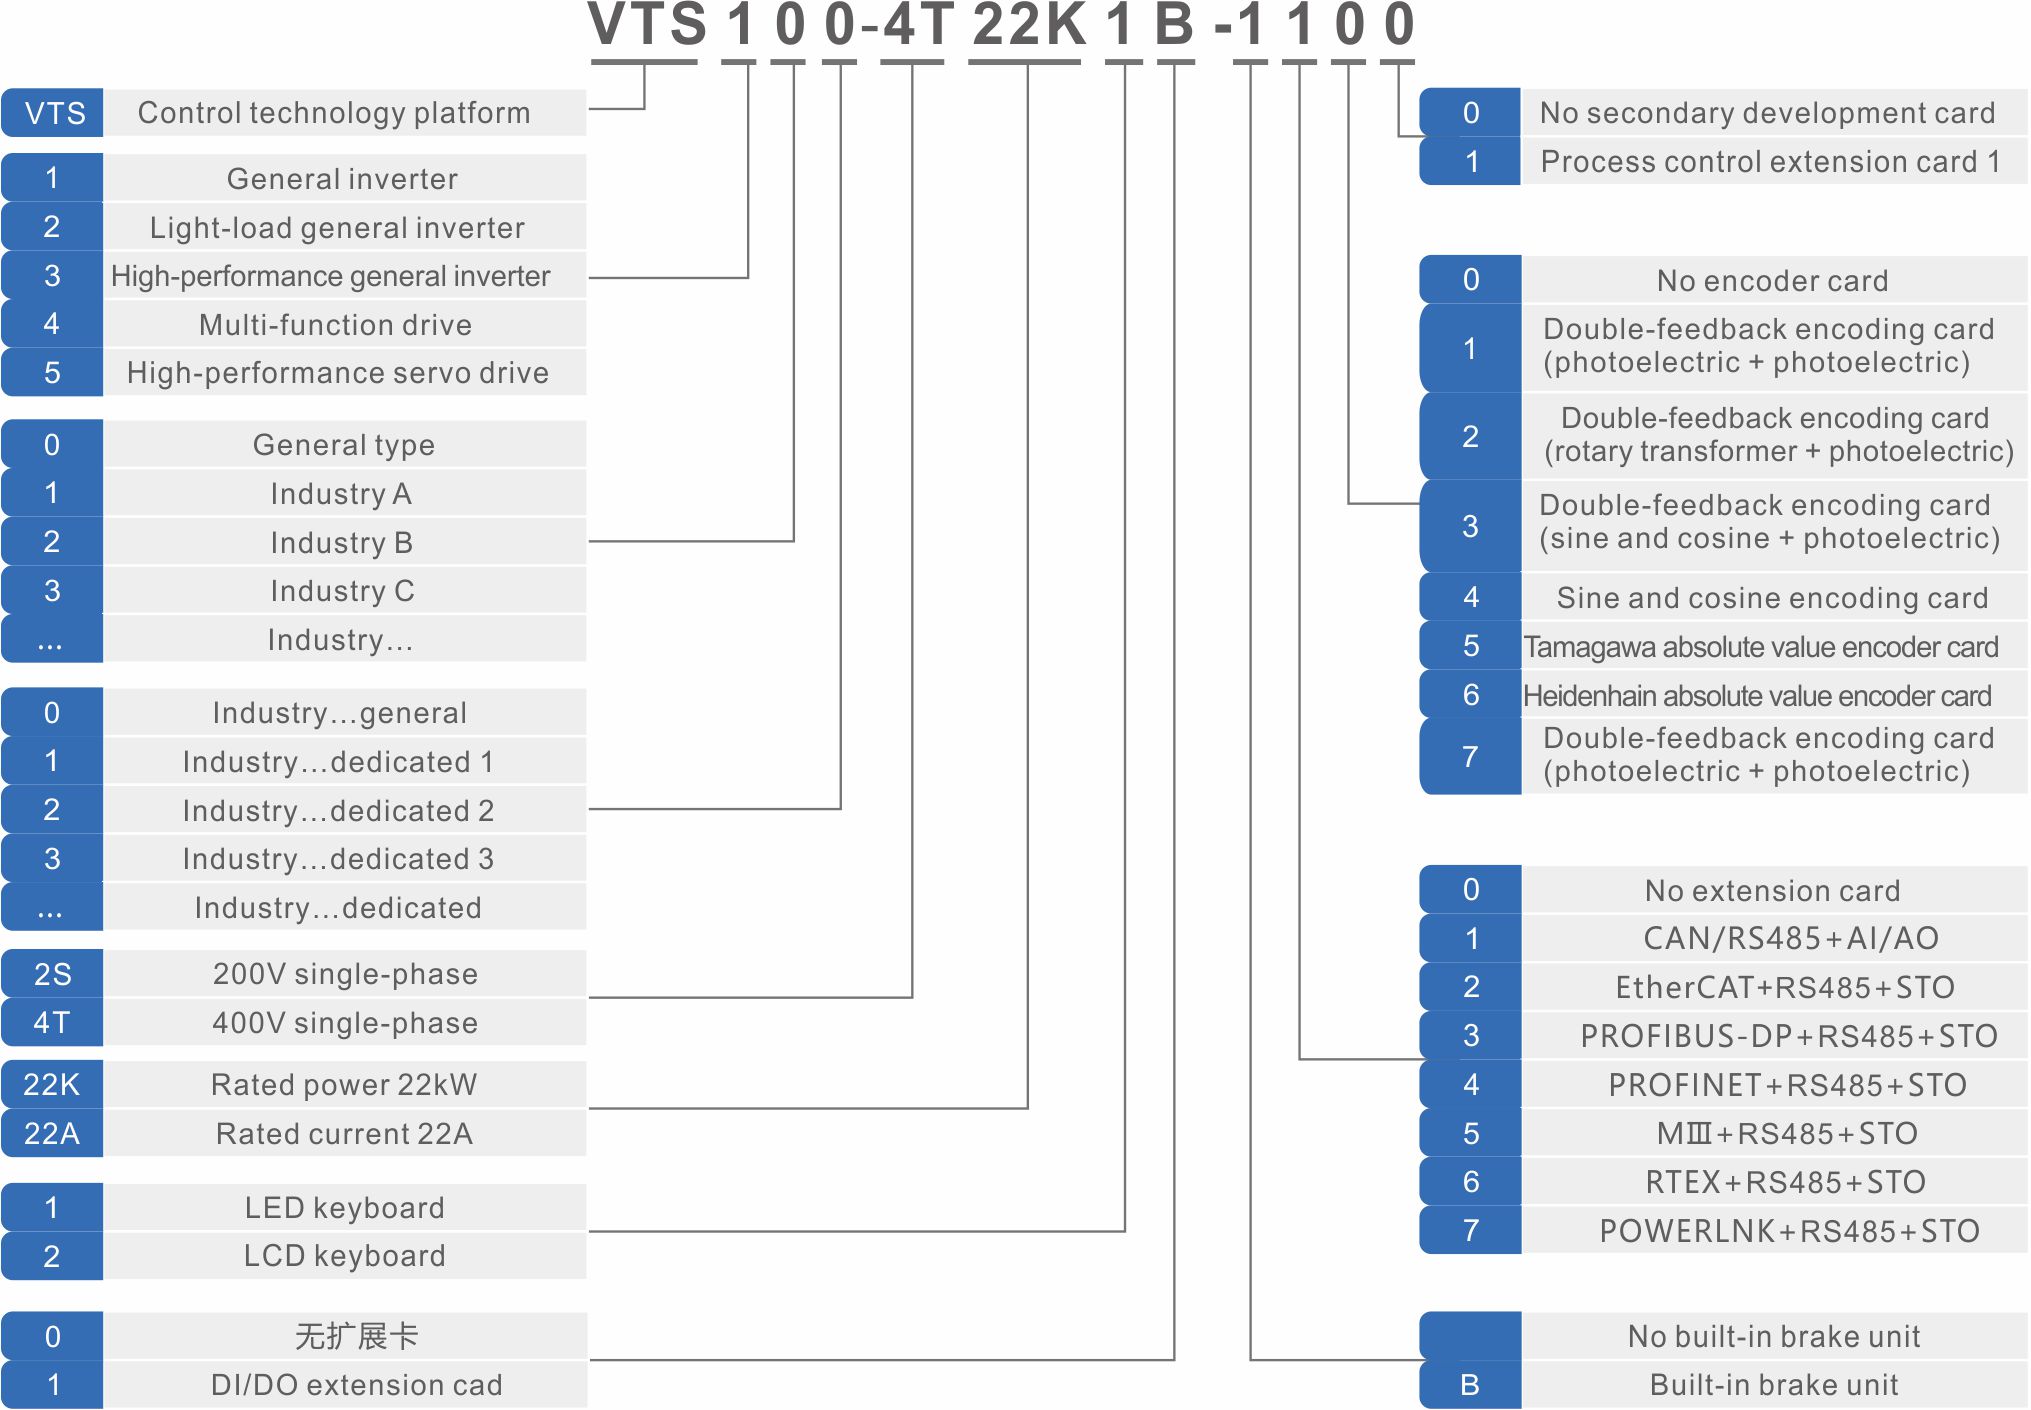 VTS 1 0 0-4T 22K 1 B -1 1 0 0
VTS Control technology platform
1 General inverter
2 Light-load general inverter
3 High-performance general inverter
4 Multi-function drive
5 High-performance servo drive
0 General type
1 Industry A
2 Industry B
3 Industry C
... Industry...
0 Industry...general
1 Industry...dedicated 1
2 Industry...dedicated 2
3 Industry...dedicated 3
... Industry...dedicated
2S 200V single-phase
4T 400V single-phase
22K Rated power 22kW
22A Rated current 22A
1 LED keyboard
2 LCD keyboard
0 无扩展卡
1 DI/DO extension cad
0 No secondary development card
1 Process control extension card 1
0 No encoder card
1 Double-feedback encoding card
(photoelectric + photoelectric)
2 Double-feedback encoding card
(rotary transformer + photoelectric)
3 Double-feedback encoding card
(sine and cosine + photoelectric)
4 Sine and cosine encoding card
5 Tamagawa absolute value encoder card
6 Heidenhain absolute value encoder card
7 Double-feedback encoding card
(photoelectric + photoelectric)
0 No extension card
1 CAN/RS485+AI/AO
2 EtherCAT+RS485+STO
3 PROFIBUS-DP+RS485+STO
4 PROFINET+RS485+STO
5 MⅢ+RS485+STO
6 RTEX+RS485+STO
7 POWERLNK+RS485+STO
No built-in brake unit
B Built-in brake unit